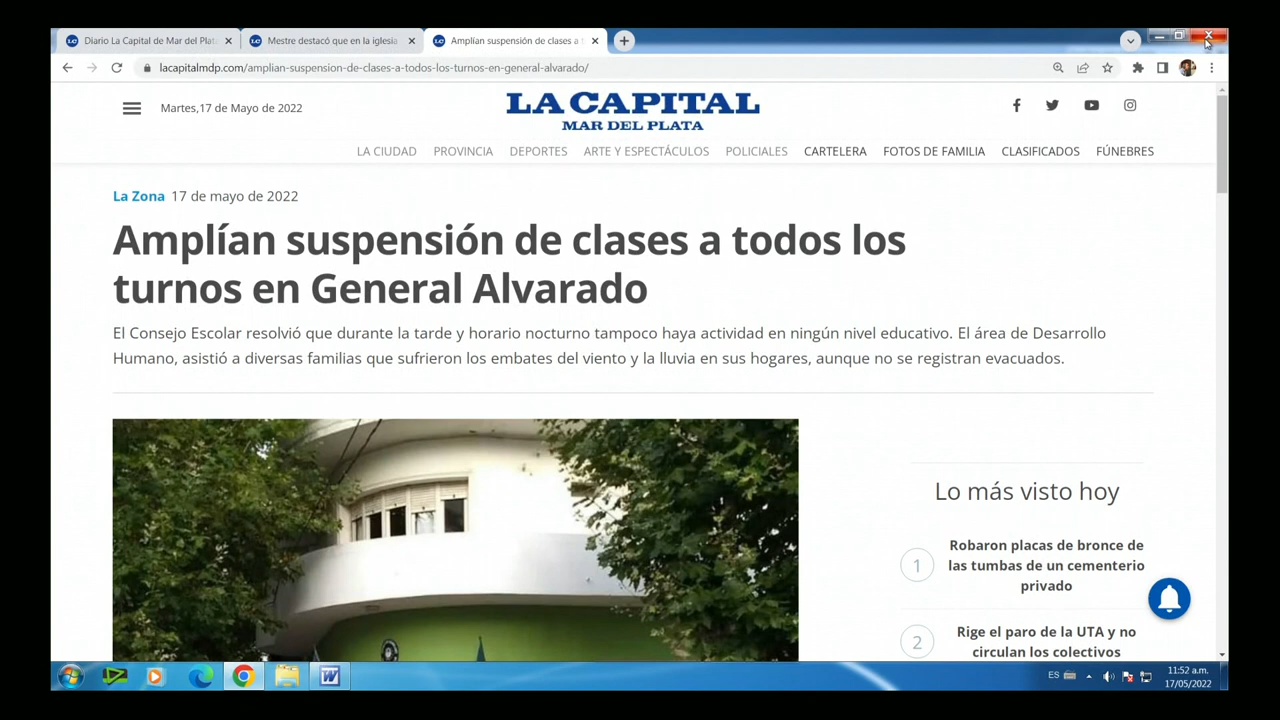 Diario La Capital de Mar del Plata
Mestre destacó que en la iglesia
Amplían suspensión de clases a
lacapitalmdp.com/amplian-suspension-de-clases-a-todos-los-turnos-en-general-alvarado/
Martes,17 de Mayo de 2022
LA CAPITAL
MAR DEL PLATA
LA CIUDAD PROVINCIA DEPORTES ARTE Y ESPECTÁCULOS POLICIALES CARTELERA FOTOS DE FAMILIA CLASIFICADOS FÚNEBRES
La Zona 17 de mayo de 2022
Amplían suspensión de clases a todos los
turnos en General Alvarado
El Consejo Escolar resolvió que durante la tarde y horario nocturno tampoco haya actividad en ningún nivel educativo. El área de Desarrollo
Humano, asistió a diversas familias que sufrieron los embates del viento y la lluvia en sus hogares, aunque no se registran evacuados.
Lo más visto hoy
1
Robaron placas de bronce de
las tumbas de un cementerio
privado
2
Rige el paro de la UTA y no
circulan los colectivos
ES
11:52 a.m.
17/05/2022